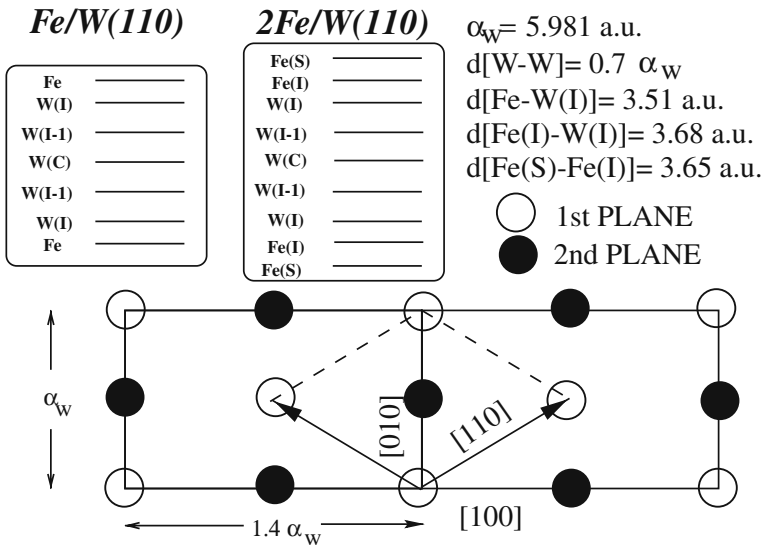 Fe/W(110)
Fe
W(I)
W(I-1)
W(C)
W(I-1)
W(I)
Fe
2Fe/W(110)
Fe(S)
Fe(I)
W(I)
W(I-1)
W(C)
W(I-1)
W(I)
Fe(I)
Fe(S)
α_W= 5.981 a.u.
d[W-W]= 0.7 α_W
d[Fe-W(I)]= 3.51 a.u.
d[Fe(I)-W(I)]= 3.68 a.u.
d[Fe(S)-Fe(I)]= 3.65 a.u.
1st PLANE
2nd PLANE
α_W
[010]
[110]
1.4 α_W
[100]